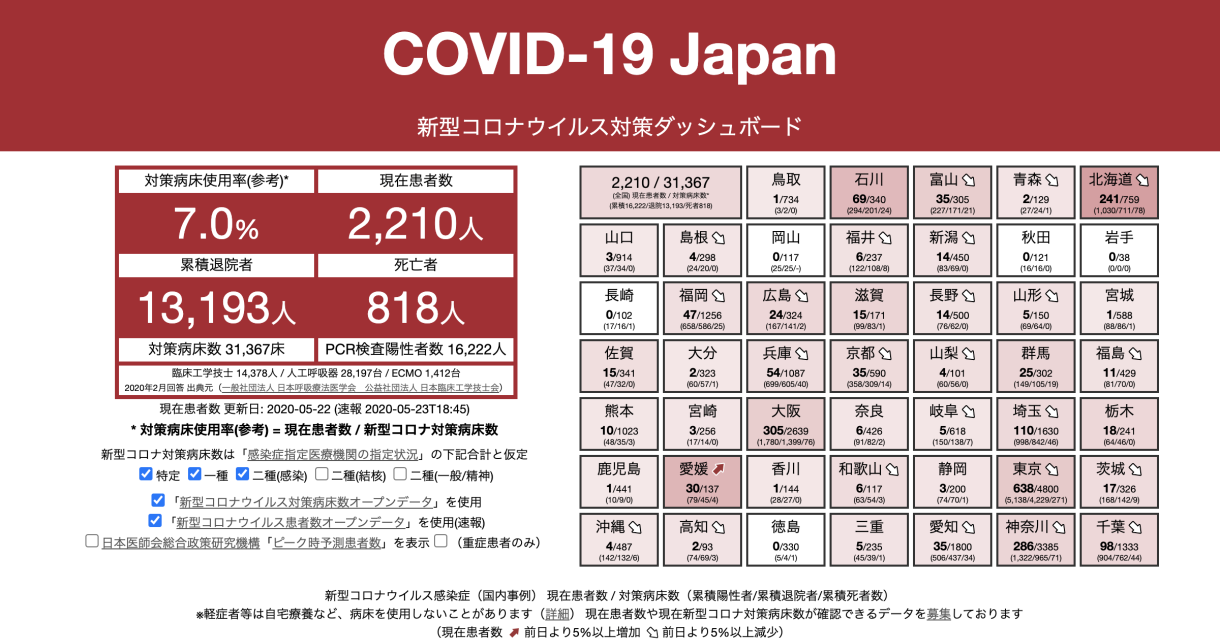 COVID-19 Japan
新型コロナウイルス対策ダッシュボード
対策病床使用率(参考)* 現在患者数
7.0% 2,210人
累積退院者 死亡者
13,193人 818人
対策病床数 31,367床 PCR検査陽性者数 16,222人
臨床工学技士 14,378人 / 人工呼吸器 28,197台 / ECMO 1,412台
2020年2月回答 出典元（一般社団法人 日本呼吸療法医学会　公益社団法人 日本臨床工学技士会）
現在患者数 更新日: 2020-05-22 (速報 2020-05-23T18:45)
* 対策病床使用率(参考) = 現在患者数 / 新型コロナ対策病床数
新型コロナウイルス対策病床数は「感染症指定医療機関の指定状況」の下記合計と仮定
特定 一種 二種(感染) 二種(結核) 二種(一般/精神)
「新型コロナウイルス対策病床数オープンデータ」を使用
「新型コロナウイルス患者数オープンデータ」を使用(速報)
日本医師会総合政策研究機構「ピーク時予測患者数」を表示 （重症患者のみ）
2,210 / 31,367
(全国) 現在患者数 / 対策病床数*
(累積16,222/退院13,193/死者818)
鳥取 石川 富山 青森 北海道
1/734 69/340 35/305 2/129 241/759
(3/2/0) (294/201/24) (227/171/21) (27/24/1) (1,030/711/78)
山口 島根 岡山 福井 新潟 秋田 岩手
3/914 4/298 0/117 6/237 14/450 0/121 0/38
(37/34/0) (24/20/0) (25/25/-) (122/108/8) (83/69/0) (16/16/0) (0/0/0)
長崎 福岡 広島 滋賀 長野 山形 宮城
0/102 47/1256 24/324 15/171 14/500 5/150 1/588
(17/16/1) (658/586/25) (167/141/2) (99/83/1) (76/62/0) (69/64/0) (88/86/1)
佐賀 大分 兵庫 京都 山梨 群馬 福島
15/341 2/323 54/1087 35/590 4/101 25/302 11/429
(47/32/0) (60/57/1) (699/605/40) (358/309/14) (60/56/0) (149/105/19) (81/70/0)
熊本 宮崎 大阪 奈良 岐阜 埼玉 栃木
10/1023 3/256 305/2639 6/426 5/618 110/1630 18/241
(48/35/3) (17/14/0) (1,780/1,399/76) (91/82/2) (150/138/7) (998/842/46) (64/46/0)
鹿児島 愛媛 香川 和歌山 静岡 東京 茨城
1/441 30/137 1/144 6/117 3/200 638/4800 17/326
(10/9/0) (79/45/4) (28/27/0) (63/54/3) (74/70/1) (5,138/4,229/271) (168/142/9)
沖縄 高知 徳島 三重 愛知 神奈川 千葉
4/487 2/93 0/330 5/235 35/1800 286/3385 98/1333
(142/132/6) (74/69/3) (5/4/1) (45/39/1) (506/437/34) (1,322/965/71) (904/762/44)
新型コロナウイルス感染症（国内事例） 現在患者数 / 対策病床数（累積陽性者/累積退院者/累積死者数）
※軽症者等は自宅療養など、病床を使用しないことがあります（詳細） 現在患者数や現在新型コロナ対策病床数が確認できるデータを募集しております
（現在患者数 前日より5%以上増加 前日より5%以上減少）